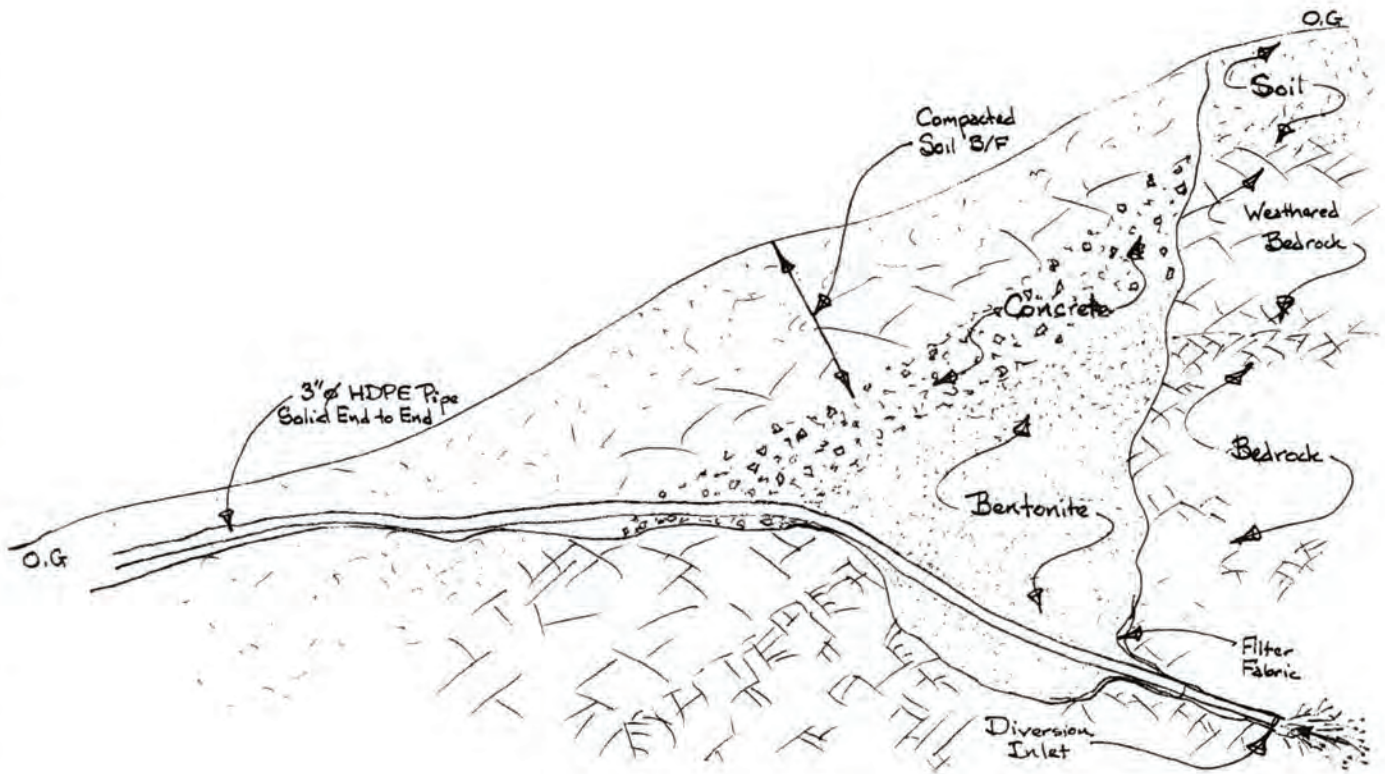 O.G
Soil
Compacted
Soil B/F
Weathered
Bedrock
Concrete
3"ø HDPE Pipe
Solid End to End
Bedrock
Bentonite
O.G
Filter
Fabric
Diversion
Inlet